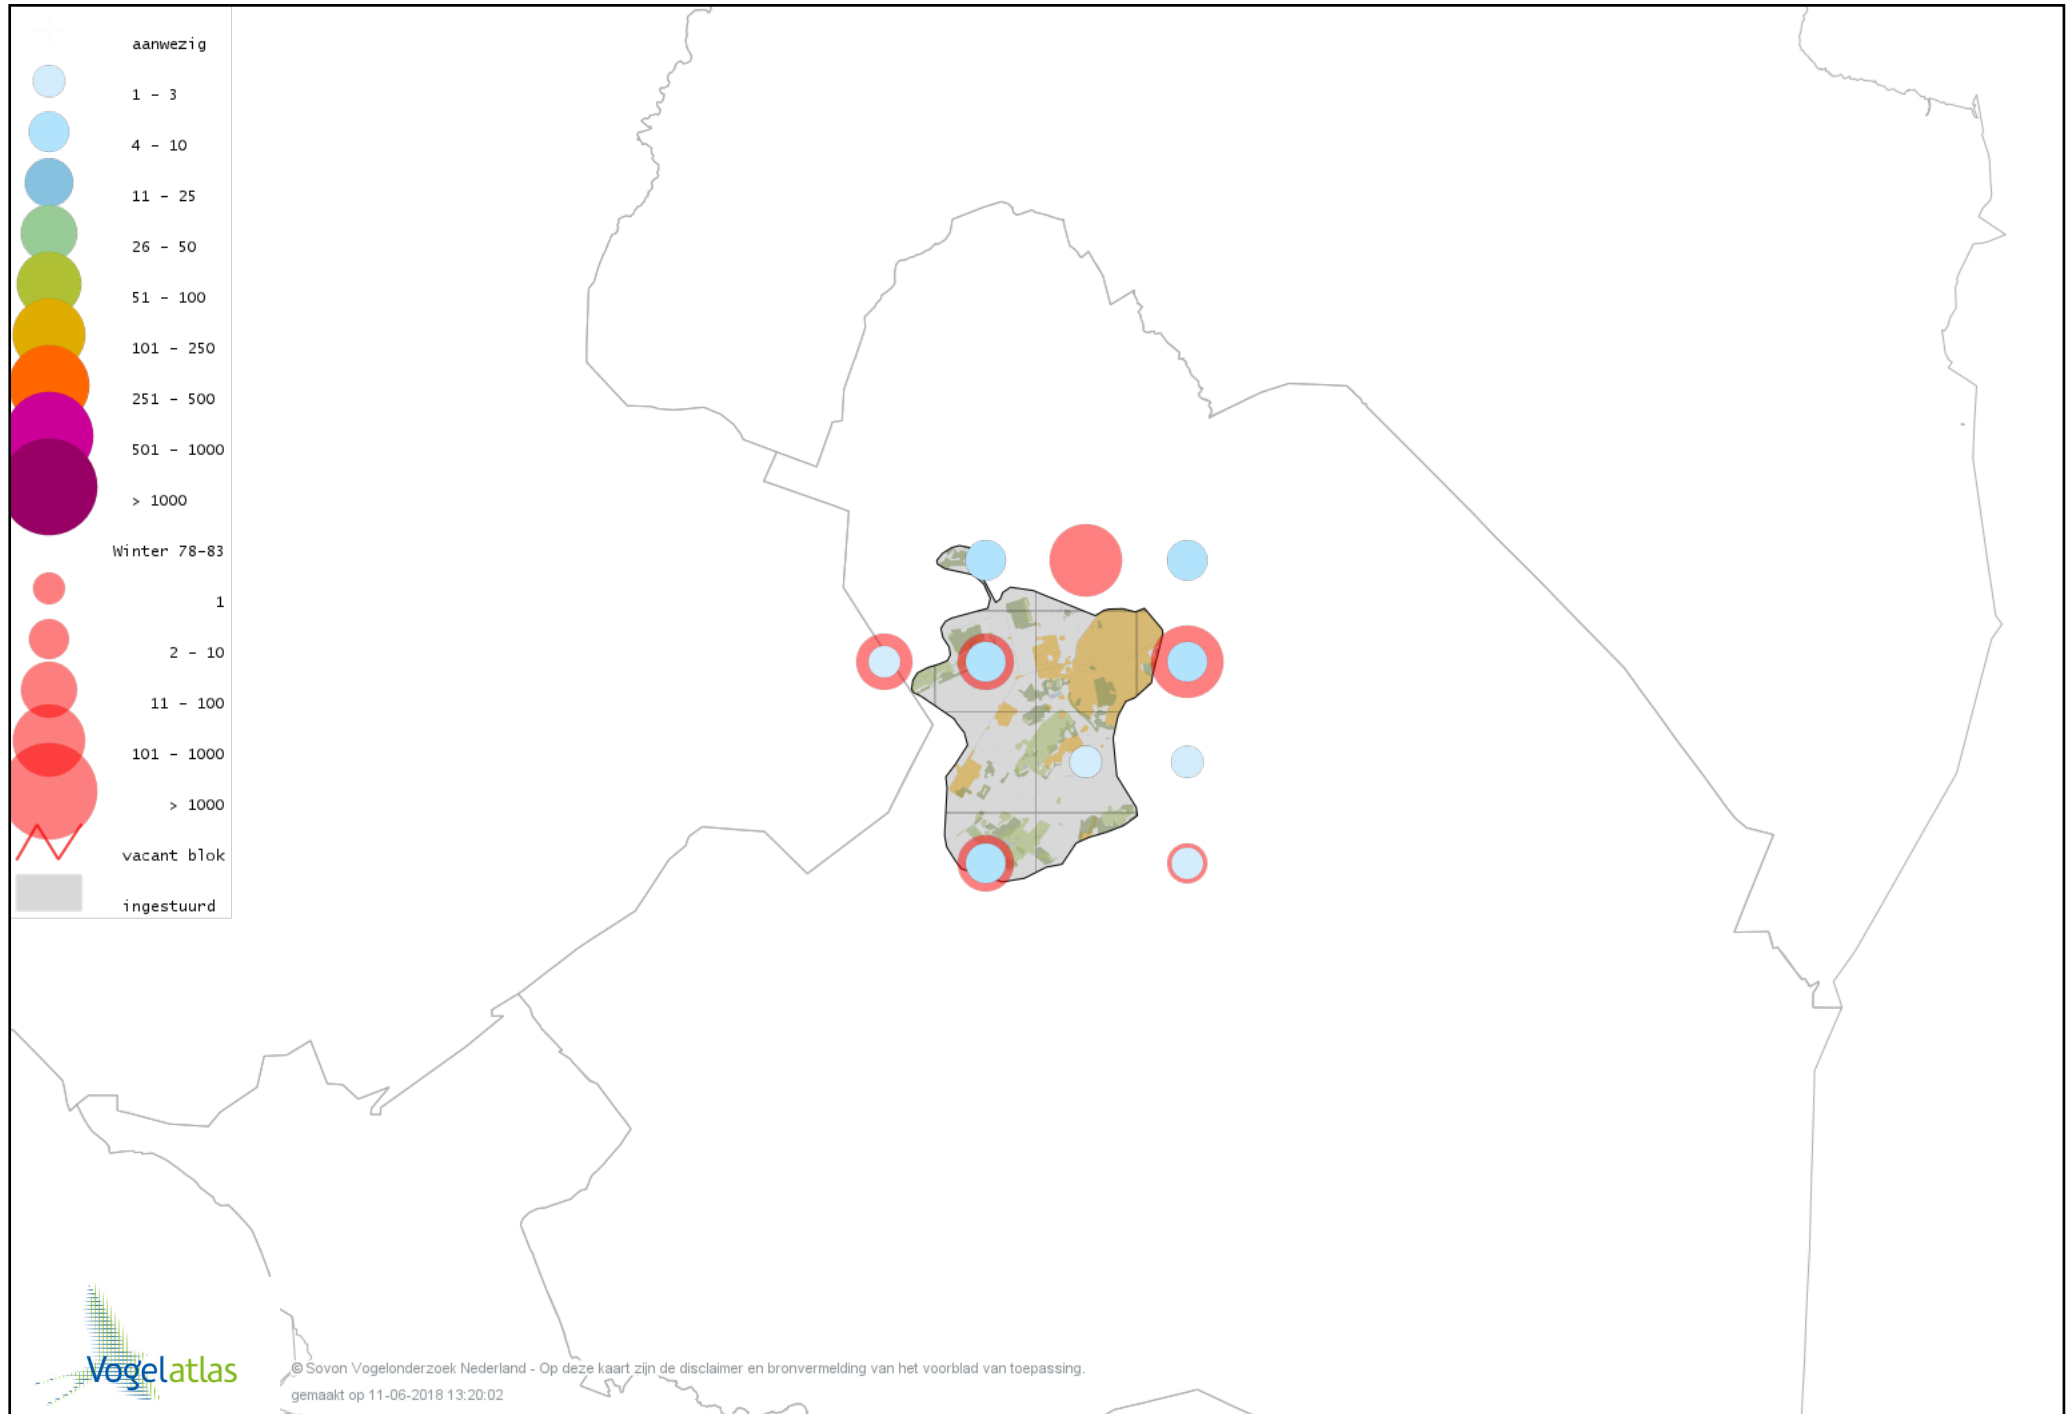 aanwezig
1 - 3
4 - 10
11 - 25
26 - 50
51 - 100
101 - 250
251 - 500
501 - 1000
> 1000
Winter 78-83
1
2 - 10
11 - 100
101 - 1000
> 1000
vacant blok
ingestuurd
Vogelatlas
© Sovon Vogelonderzoek Nederland - Op deze kaart zijn de disclaimer en bronvermelding van het voorblad van toepassing.
gemaakt op 11-06-2018 13:20:02